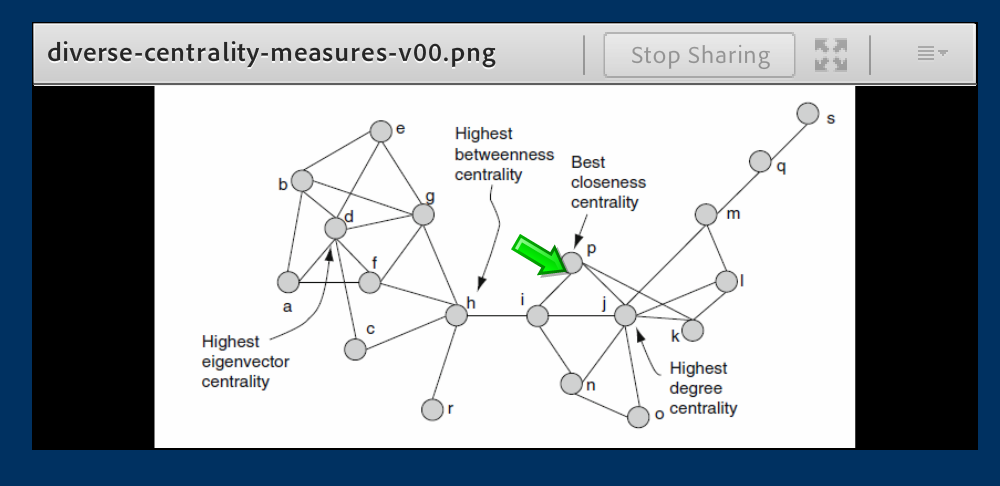 diverse-centrality-measures-v00.png
Stop Sharing
s
e
Highest
betweenness
centrality
Best
closeness
centrality
q
b
g
d
m
p
f
l
a
h
i
j
c
k
Highest
eigenvector
centrality
Highest
degree
centrality
n
r
o